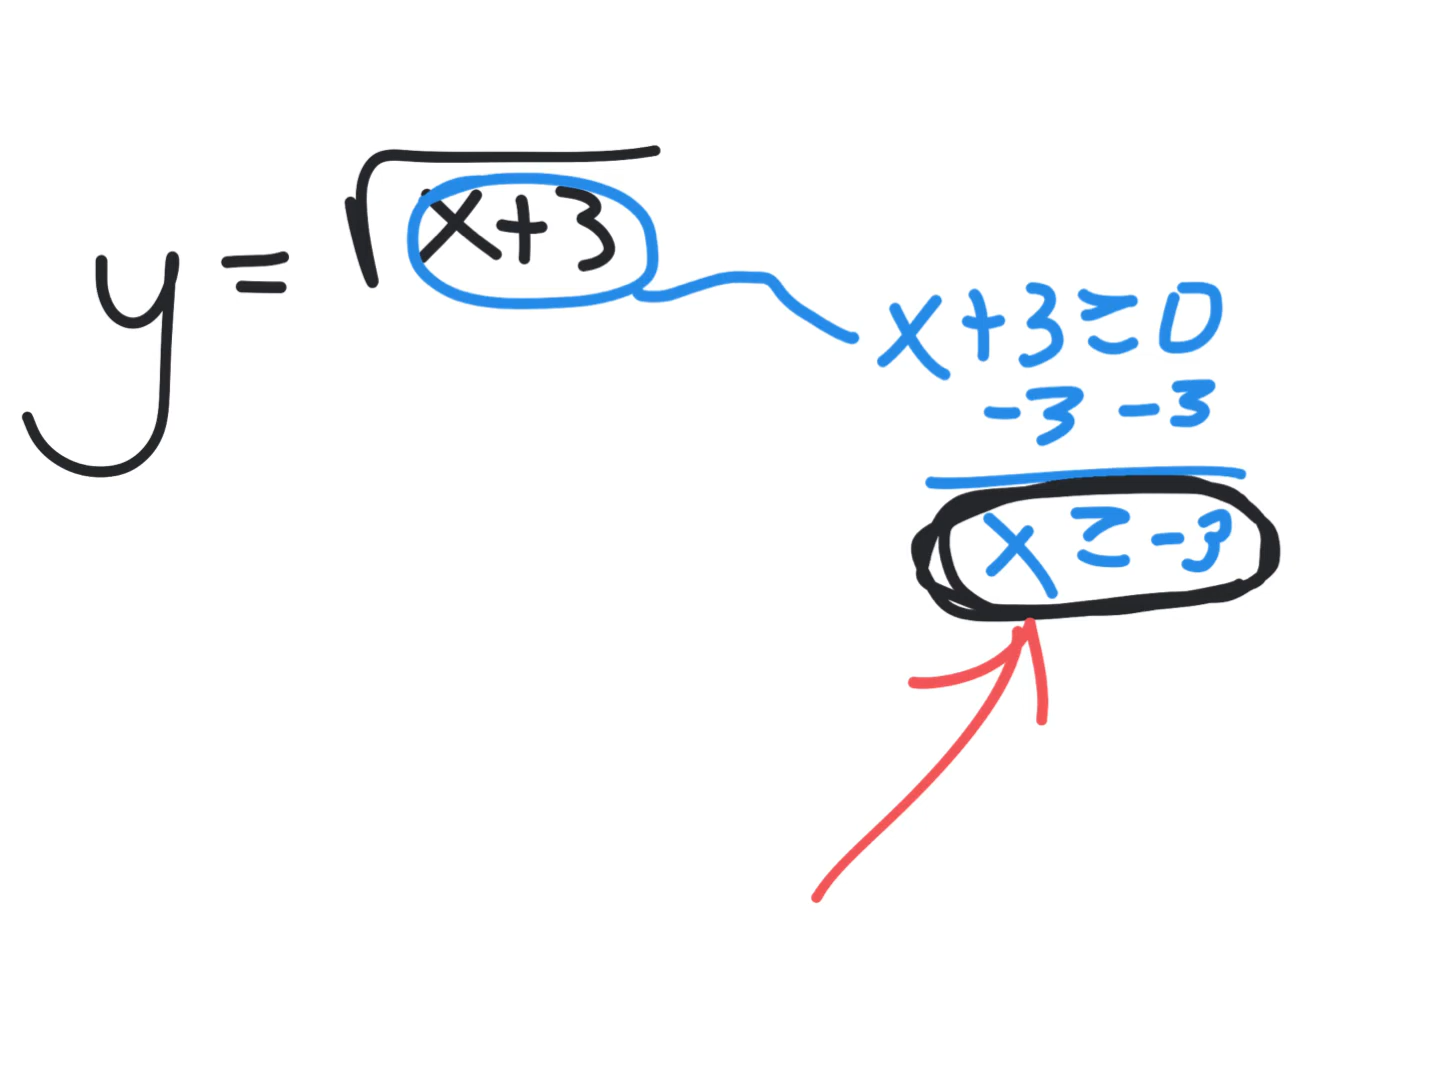 y = √x+3
x+3≥0
-3 -3
x ≥ -3